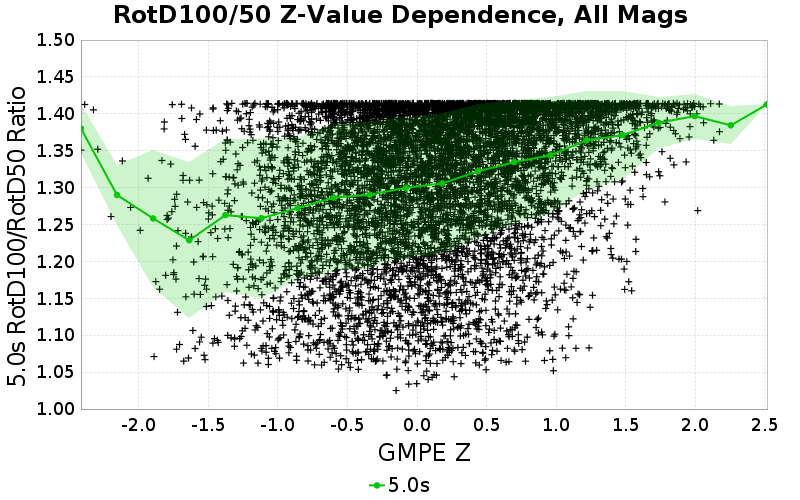 RotD100/50 Z-Value Dependence, All Mags
5.0s RotD100/RotD50 Ratio
1.50
1.45
1.40
1.35
1.30
1.25
1.20
1.15
1.10
1.05
1.00
-2.0 -1.5 -1.0 -0.5 0.0 0.5 1.0 1.5 2.0 2.5
GMPE Z
5.0s